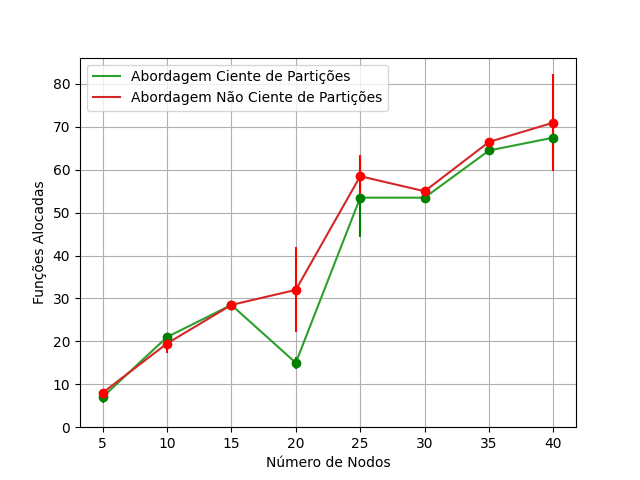 Abordagem Ciente de Partições
Abordagem Não Ciente de Partições
Funções Alocadas
80
70
60
50
40
30
20
10
0
5 10 15 20 25 30 35 40
Número de Nodos